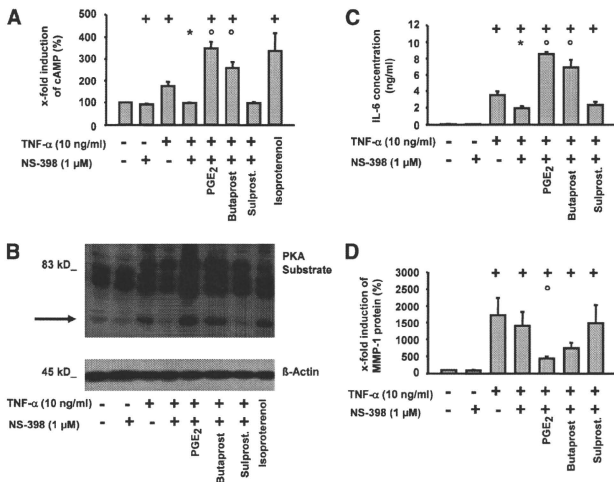 A
x-fold induction
of cAMP (%)
500
400
300
200
100
0
+ + + + + +
* ° °
TNF-α (10 ng/ml) - - + + + + + -
NS-398 (1 µM) - + - + + + + -
PGE2
Butaprost
Sulprost.
Isoproterenol
B
83 kD_
PKA
Substrate
45 kD_
ß-Actin
TNF-α (10 ng/ml) - - + + + + + -
NS-398 (1 µM) - + - + + + + -
PGE2
Butaprost
Sulprost.
Isoproterenol
C
IL-6 concentration
(ng/ml)
10
8
6
4
2
0
+ + + + +
* ° °
TNF-α (10 ng/ml) - - + + + + +
NS-398 (1 µM) - + - + + + +
PGE2
Butaprost
Sulprost.
D
x-fold induction of
MMP-1 protein (%)
3000
2500
2000
1500
1000
500
0
+ + + + +
°
TNF-α (10 ng/ml) - - + + + + +
NS-398 (1 µM) - + - + + + +
PGE2
Butaprost
Sulprost.